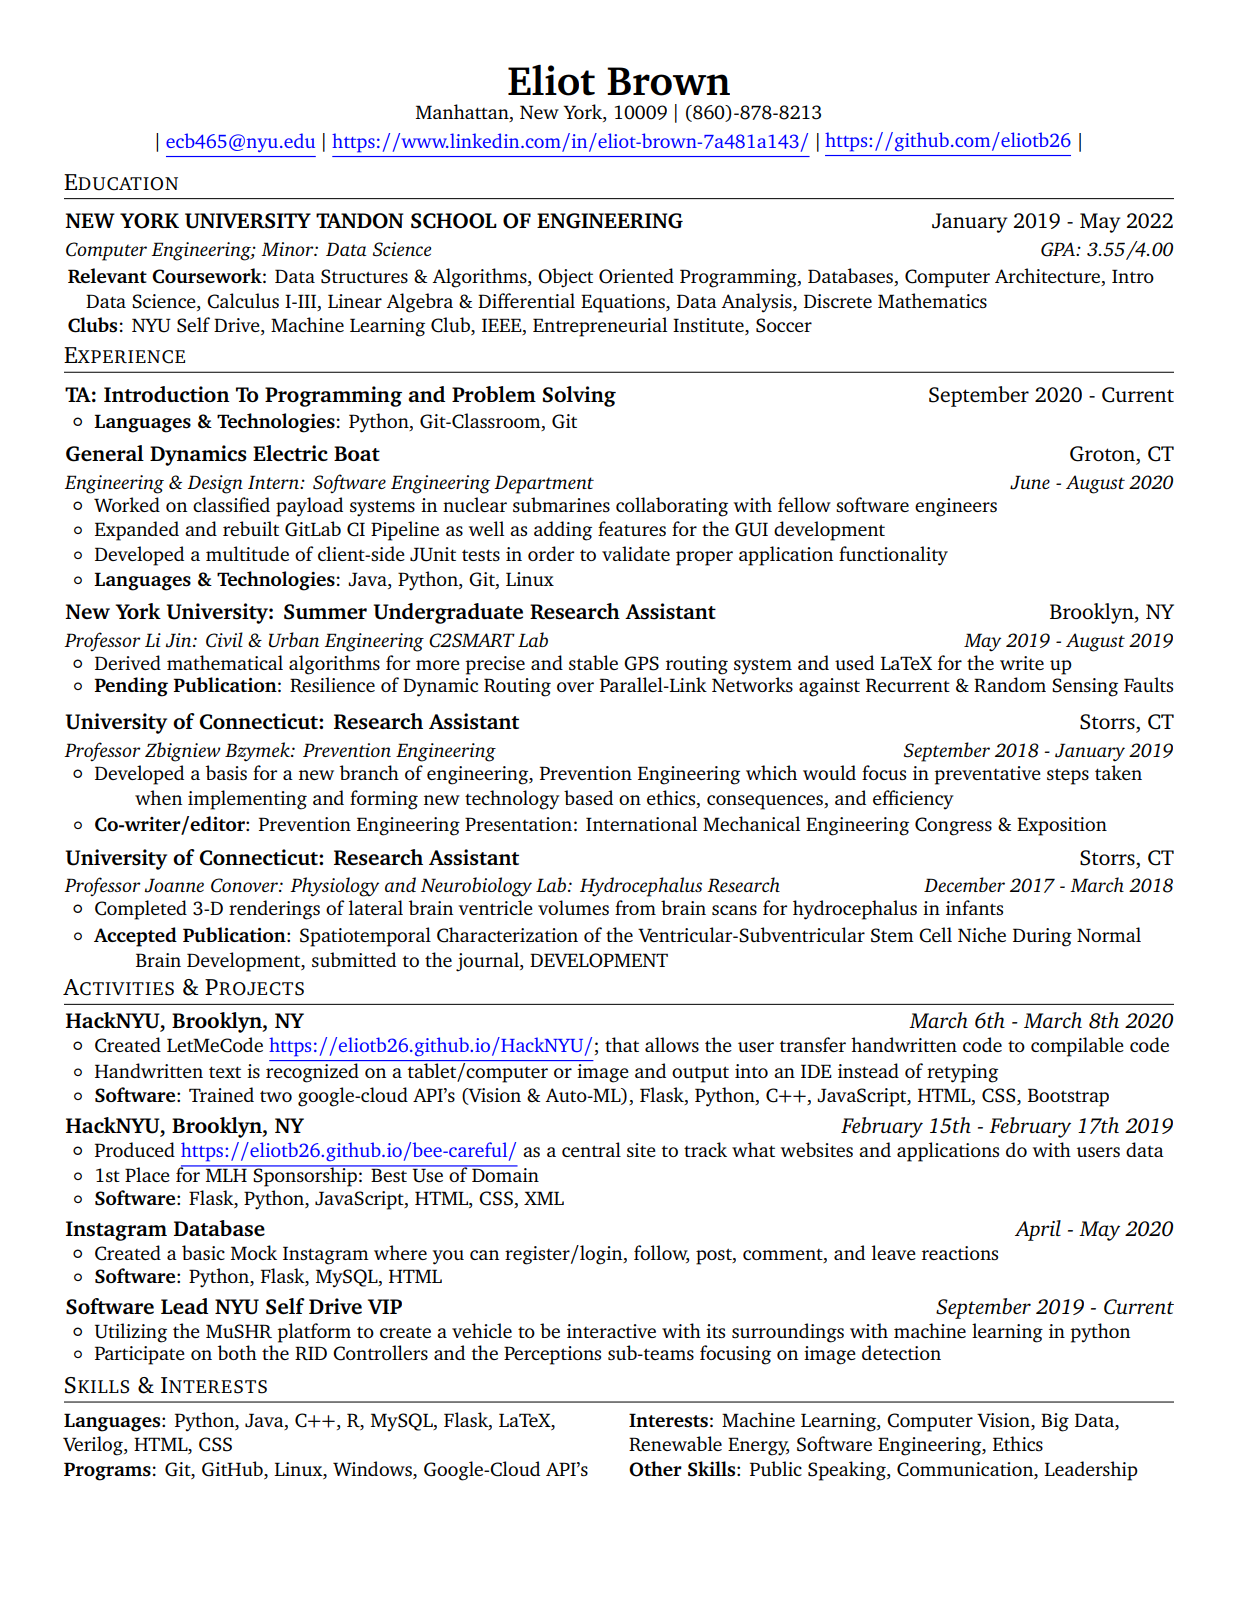 Eliot Brown
Manhattan, New York, 10009 | (860)-878-8213
| ecb465@nyu.edu | https://www.linkedin.com/in/eliot-brown-7a481a143/ | https://github.com/eliotb26 |
EDUCATION
NEW YORK UNIVERSITY TANDON SCHOOL OF ENGINEERING January 2019 - May 2022
Computer Engineering; Minor: Data Science GPA: 3.55/4.00
Relevant Coursework: Data Structures & Algorithms, Object Oriented Programming, Databases, Computer Architecture, Intro
Data Science, Calculus I-III, Linear Algebra & Differential Equations, Data Analysis, Discrete Mathematics
Clubs: NYU Self Drive, Machine Learning Club, IEEE, Entrepreneurial Institute, Soccer
EXPERIENCE
TA: Introduction To Programming and Problem Solving September 2020 - Current
◦ Languages & Technologies: Python, Git-Classroom, Git
General Dynamics Electric Boat Groton, CT
Engineering & Design Intern: Software Engineering Department June - August 2020
◦ Worked on classified payload systems in nuclear submarines collaborating with fellow software engineers
◦ Expanded and rebuilt GitLab CI Pipeline as well as adding features for the GUI development
◦ Developed a multitude of client-side JUnit tests in order to validate proper application functionality
◦ Languages & Technologies: Java, Python, Git, Linux
New York University: Summer Undergraduate Research Assistant Brooklyn, NY
Professor Li Jin: Civil & Urban Engineering C2SMART Lab May 2019 - August 2019
◦ Derived mathematical algorithms for more precise and stable GPS routing system and used LaTeX for the write up
◦ Pending Publication: Resilience of Dynamic Routing over Parallel-Link Networks against Recurrent & Random Sensing Faults
University of Connecticut: Research Assistant Storrs, CT
Professor Zbigniew Bzymek: Prevention Engineering September 2018 - January 2019
◦ Developed a basis for a new branch of engineering, Prevention Engineering which would focus in preventative steps taken
when implementing and forming new technology based on ethics, consequences, and efficiency
◦ Co-writer/editor: Prevention Engineering Presentation: International Mechanical Engineering Congress & Exposition
University of Connecticut: Research Assistant Storrs, CT
Professor Joanne Conover: Physiology and Neurobiology Lab: Hydrocephalus Research December 2017 - March 2018
◦ Completed 3-D renderings of lateral brain ventricle volumes from brain scans for hydrocephalus in infants
◦ Accepted Publication: Spatiotemporal Characterization of the Ventricular-Subventricular Stem Cell Niche During Normal
Brain Development, submitted to the journal, DEVELOPMENT
ACTIVITIES & PROJECTS
HackNYU, Brooklyn, NY March 6th - March 8th 2020
◦ Created LetMeCode https://eliotb26.github.io/HackNYU/; that allows the user transfer handwritten code to compilable code
◦ Handwritten text is recognized on a tablet/computer or image and output into an IDE instead of retyping
◦ Software: Trained two google-cloud API's (Vision & Auto-ML), Flask, Python, C++, JavaScript, HTML, CSS, Bootstrap
HackNYU, Brooklyn, NY February 15th - February 17th 2019
◦ Produced https://eliotb26.github.io/bee-careful/ as a central site to track what websites and applications do with users data
◦ 1st Place for MLH Sponsorship: Best Use of Domain
◦ Software: Flask, Python, JavaScript, HTML, CSS, XML
Instagram Database April - May 2020
◦ Created a basic Mock Instagram where you can register/login, follow, post, comment, and leave reactions
◦ Software: Python, Flask, MySQL, HTML
Software Lead NYU Self Drive VIP September 2019 - Current
◦ Utilizing the MuSHR platform to create a vehicle to be interactive with its surroundings with machine learning in python
◦ Participate on both the RID Controllers and the Perceptions sub-teams focusing on image detection
SKILLS & INTERESTS
Languages: Python, Java, C++, R, MySQL, Flask, LaTeX,
Verilog, HTML, CSS
Programs: Git, GitHub, Linux, Windows, Google-Cloud API's
Interests: Machine Learning, Computer Vision, Big Data,
Renewable Energy, Software Engineering, Ethics
Other Skills: Public Speaking, Communication, Leadership